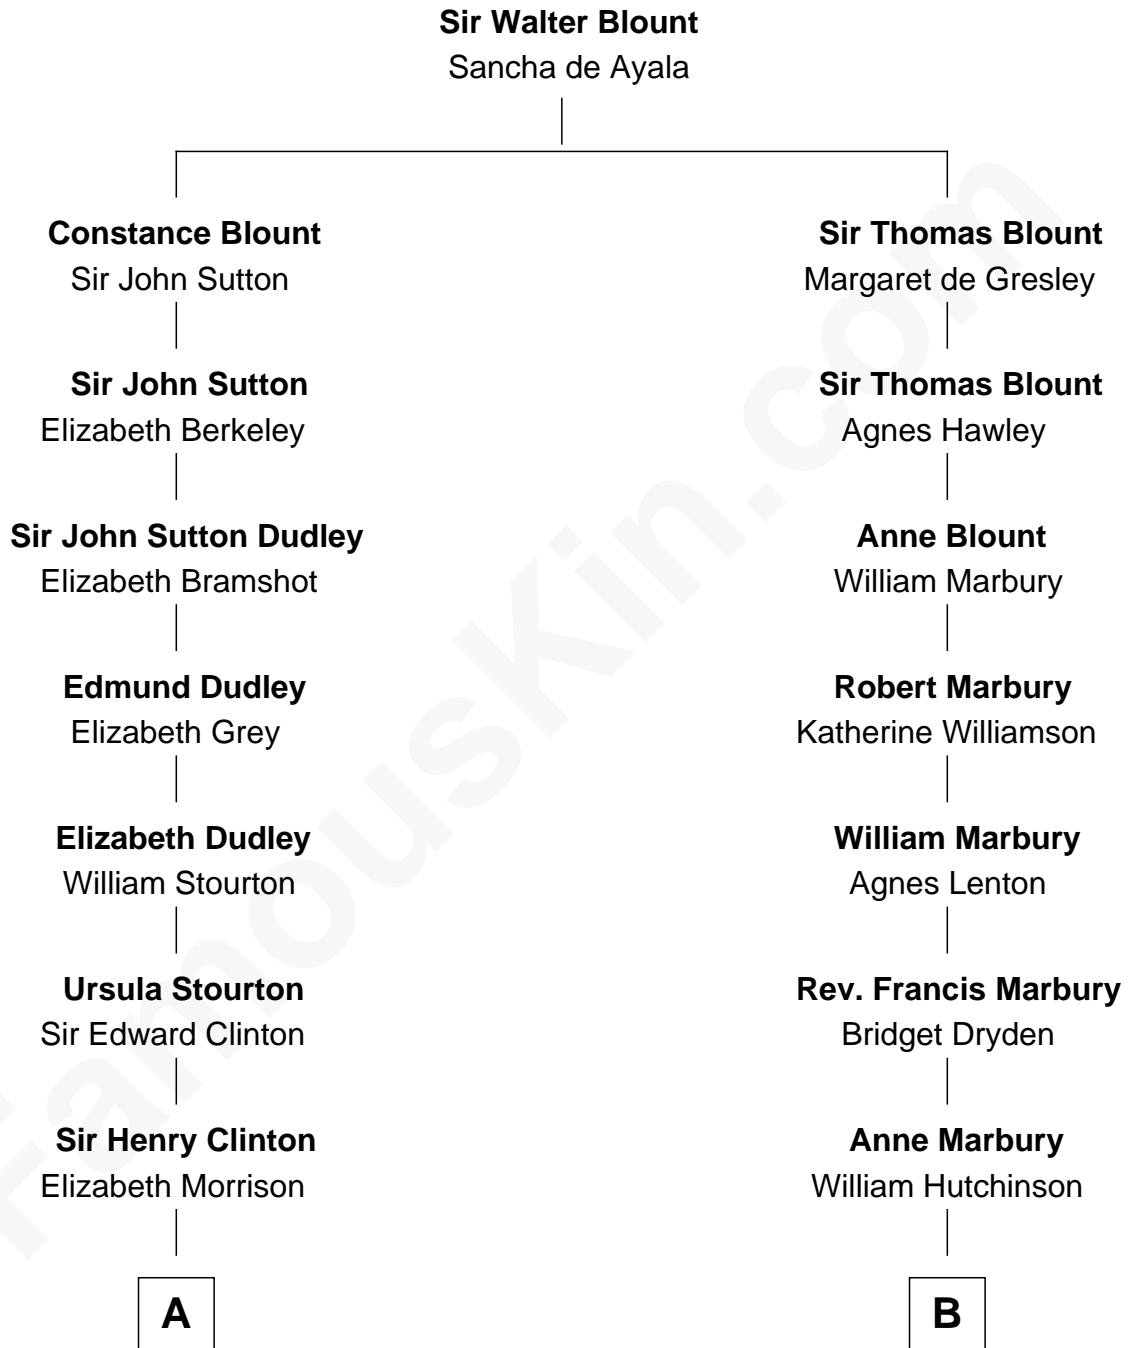 Sir Walter Blount
Sancha de Ayala
Constance Blount
Sir John Sutton
Sir Thomas Blount
Margaret de Gresley
Sir John Sutton
Elizabeth Berkeley
Sir Thomas Blount
Agnes Hawley
Sir John Sutton Dudley
Elizabeth Bramshot
Anne Blount
William Marbury
Edmund Dudley
Elizabeth Grey
Robert Marbury
Katherine Williamson
Elizabeth Dudley
William Stourton
William Marbury
Agnes Lenton
Ursula Stourton
Sir Edward Clinton
Rev. Francis Marbury
Bridget Dryden
Sir Henry Clinton
Elizabeth Morrison
Anne Marbury
William Hutchinson
A
B
FamousKin.com